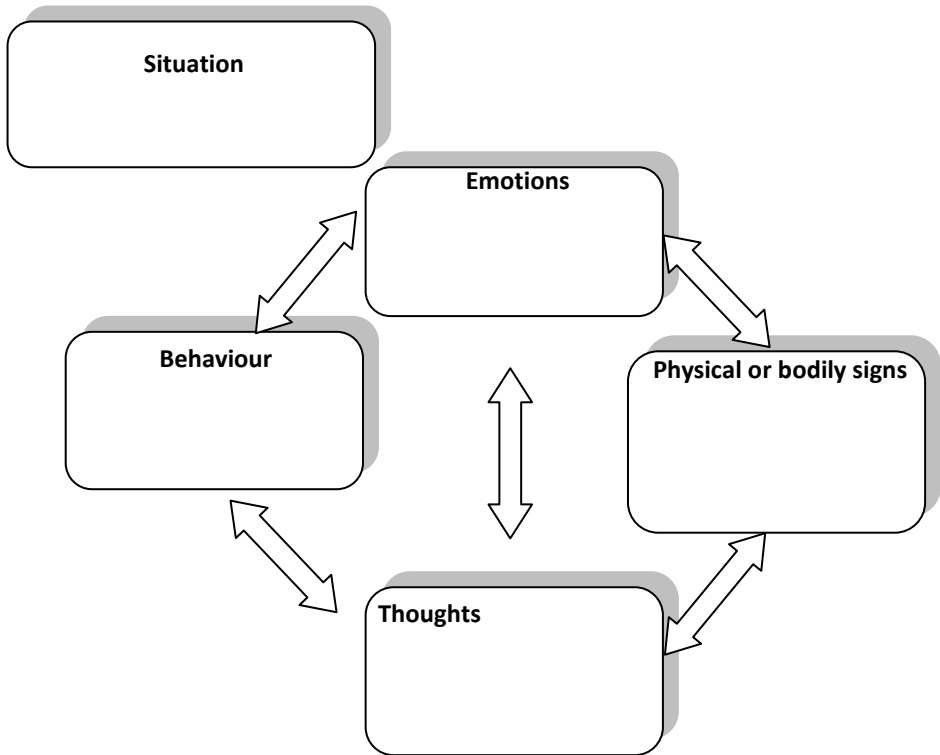 Situation
Emotions
Behaviour
Physical or bodily signs
Thoughts